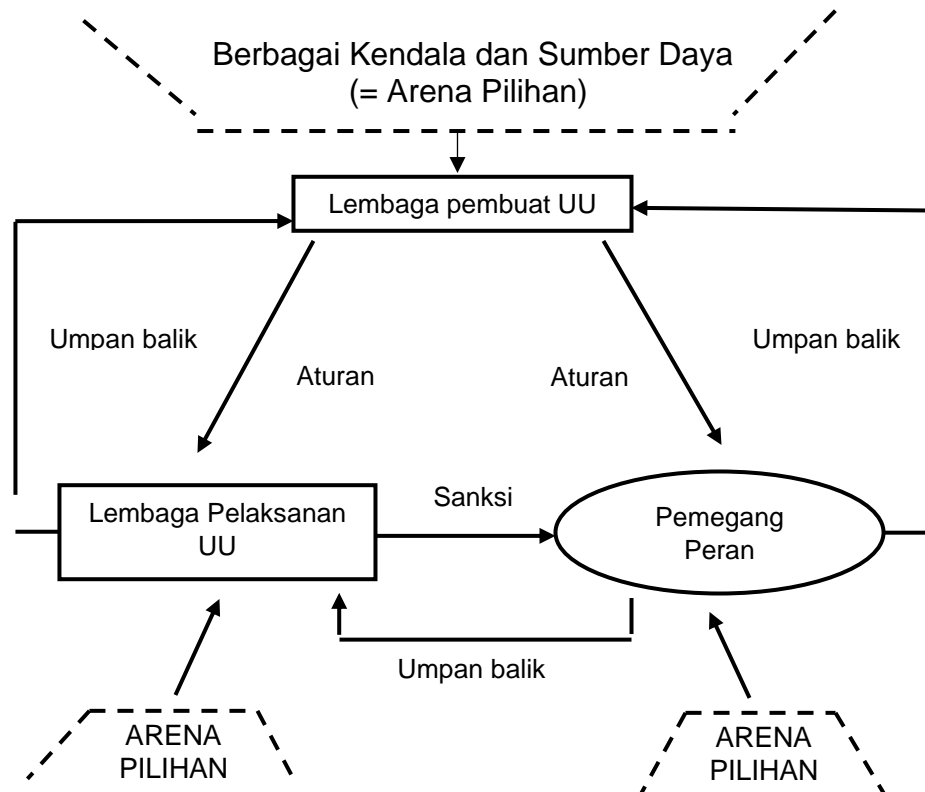 Berbagai Kendala dan Sumber Daya
(= Arena Pilihan)
Lembaga pembuat UU
Umpan balik
Umpan balik
Aturan
Aturan
Lembaga Pelaksanan
UU
Sanksi
Pemegang
Peran
Umpan balik
ARENA
PILIHAN
ARENA
PILIHAN